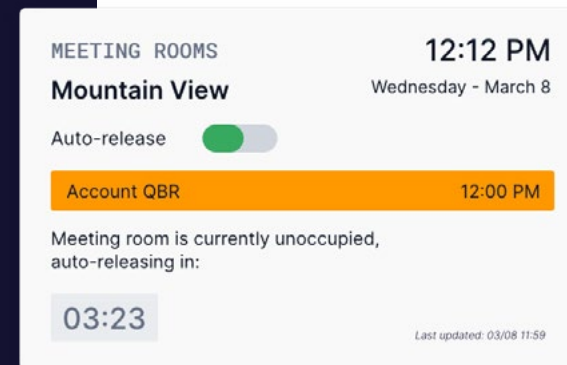 MEETING ROOMS
12:12 PM
Mountain View
Wednesday - March 8
Auto-release
Account QBR
12:00 PM
Meeting room is currently unoccupied,
auto-releasing in:
03:23
Last updated: 03/08 11:59